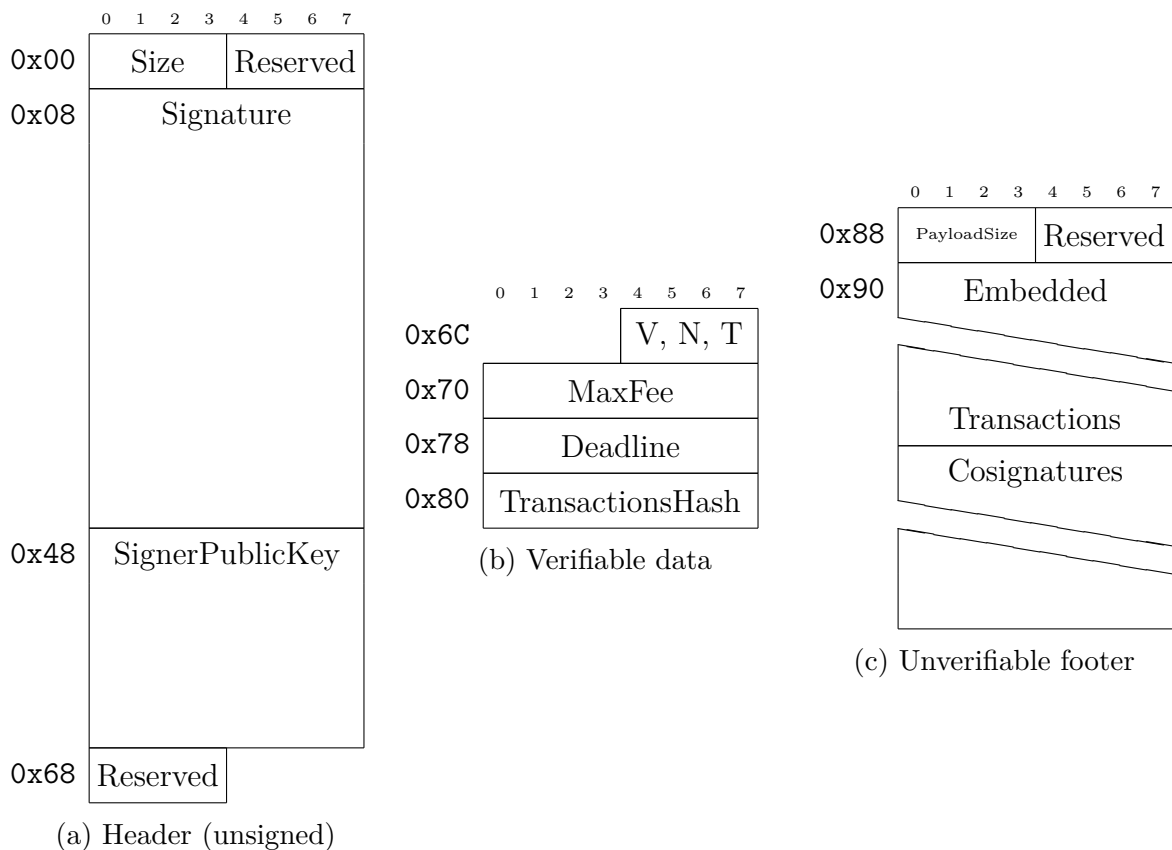 0 1 2 3 4 5 6 7
0x00 Size Reserved
0x08 Signature
0x48 SignerPublicKey
0x68 Reserved
(a) Header (unsigned)
0 1 2 3 4 5 6 7
0x6C V, N, T
0x70 MaxFee
0x78 Deadline
0x80 TransactionsHash
(b) Verifiable data
0 1 2 3 4 5 6 7
0x88 PayloadSize Reserved
0x90 Embedded
Transactions
Cosignatures
(c) Unverifiable footer